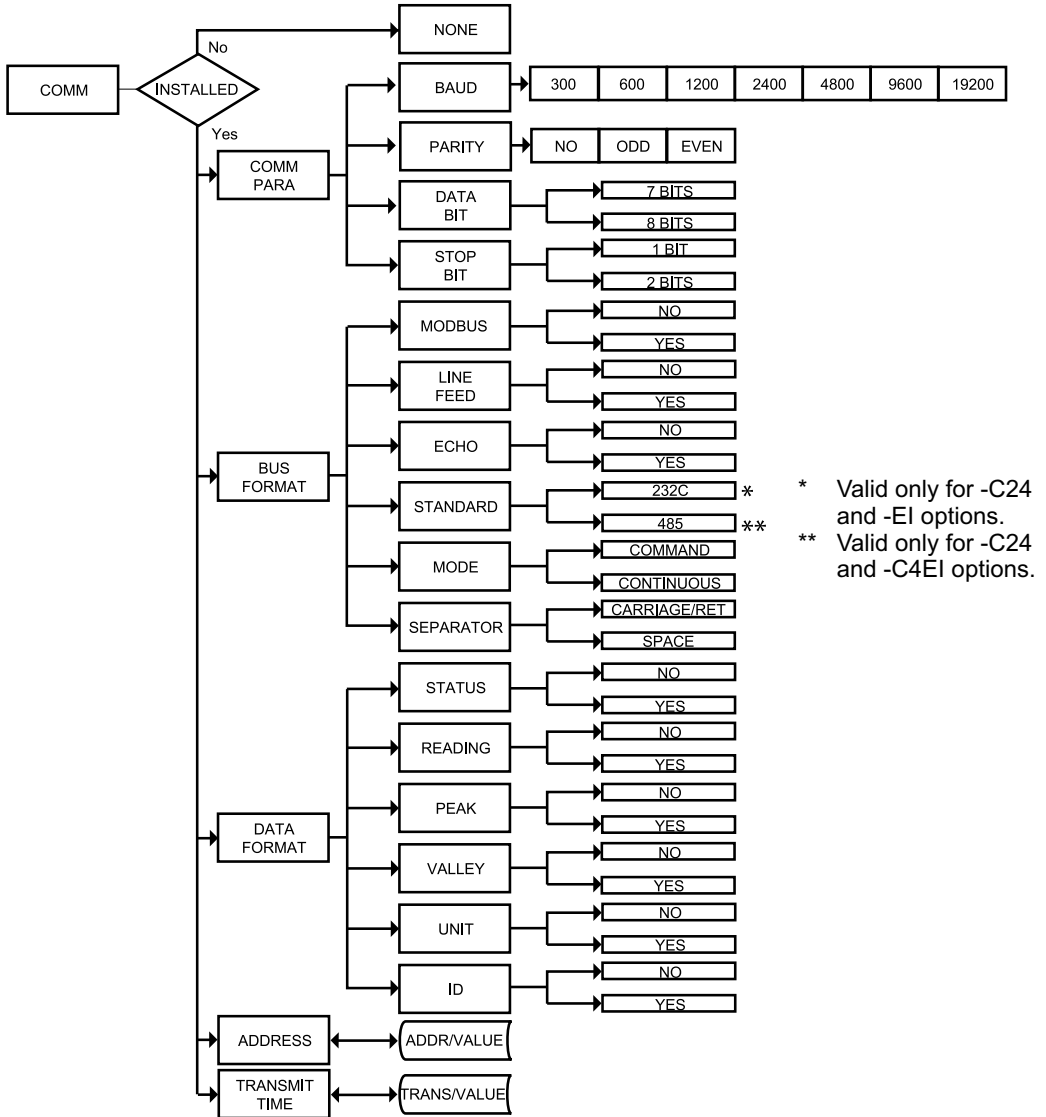 NONE
No
COMM
INSTALLED
Yes
BAUD
300 600 1200 2400 4800 9600 19200
PARITY
NO ODD EVEN
COMM
PARA
DATA
BIT
7 BITS
8 BITS
STOP
BIT
1 BIT
2 BITS
MODBUS
NO
YES
LINE
FEED
NO
YES
ECHO
NO
YES
BUS
FORMAT
STANDARD
232C *
485 **
* Valid only for -C24
and -EI options.
** Valid only for -C24
and -C4EI options.
MODE
COMMAND
CONTINUOUS
SEPARATOR
CARRIAGE/RET
SPACE
STATUS
NO
YES
READING
NO
YES
PEAK
NO
YES
DATA
FORMAT
VALLEY
NO
YES
UNIT
NO
YES
ID
NO
YES
ADDRESS
ADDR/VALUE
TRANSMIT
TIME
TRANS/VALUE